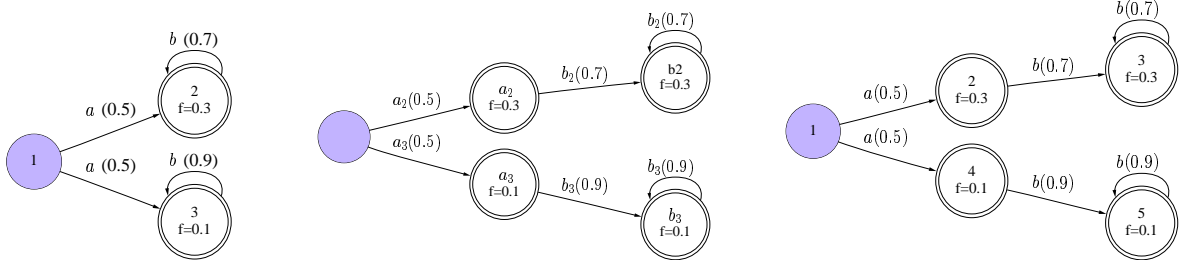 b (0.7)
2
f=0.3
a (0.5)
1
a (0.5)
b (0.9)
3
f=0.1
b₂(0.7)
b2
f=0.3
b₂(0.7)
a₂
f=0.3
a₂(0.5)
a₃(0.5)
a₃
f=0.1
b₃(0.9)
b₃(0.9)
b₃
f=0.1
b(0.7)
3
f=0.3
b(0.7)
2
f=0.3
a(0.5)
1
a(0.5)
4
f=0.1
b(0.9)
b(0.9)
5
f=0.1